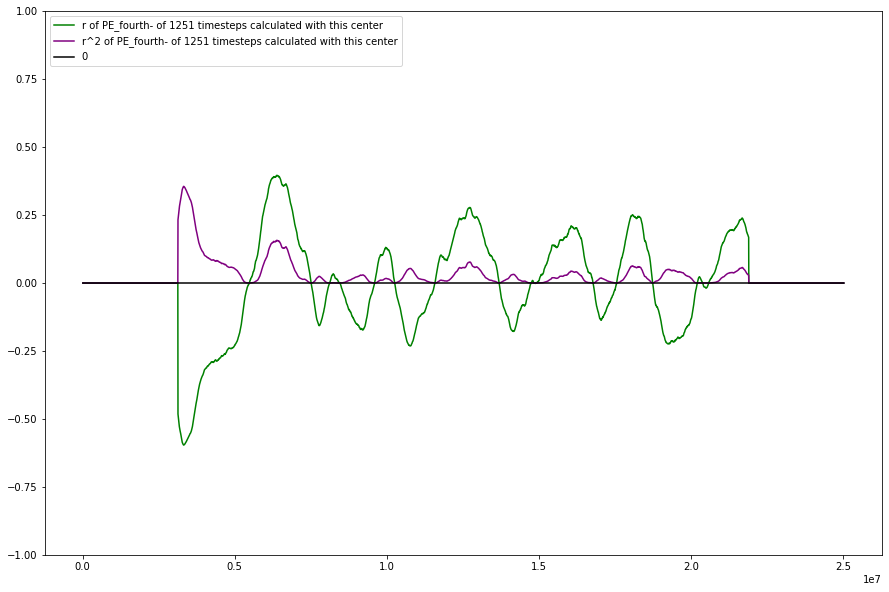 1.00
r of PE_fourth- of 1251 timesteps calculated with this center
r^2 of PE_fourth- of 1251 timesteps calculated with this center
0
0.75
0.50
0.25
0.00
−0.25
−0.50
−0.75
−1.00
0.0 0.5 1.0 1.5 2.0 2.5
1e7